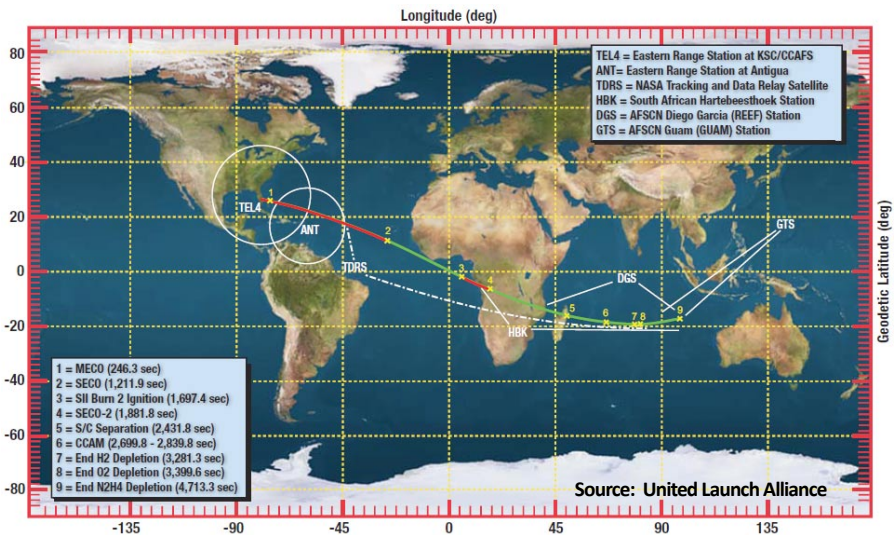 Longitude (deg)
80
60
40
20
0
-20
-40
-60
-80
TEL4 = Eastern Range Station at KSC/CCAFS
ANT= Eastern Range Station at Antigua
TDRS = NASA Tracking and Data Relay Satellite
HBK = South African Hartebeesthoek Station
DGS = AFSCN Diego Garcia (REEF) Station
GTS = AFSCN Guam (GUAM) Station
1
TEL4
ANT
2
TDRS
3
4
HBK
DGS
GTS
5
6
7
8
9
Geodetic Latitude (deg)
1 = MECO (246.3 sec)
2 = SECO (1,211.9 sec)
3 = SII Burn 2 Ignition (1,697.4 sec)
4 = SECO-2 (1,881.8 sec)
5 = S/C Separation (2,431.8 sec)
6 = CCAM (2,699.8 - 2,839.8 sec)
7 = End H2 Depletion (3,281.3 sec)
8 = End O2 Depletion (3,399.6 sec)
9 = End N2H4 Depletion (4,713.3 sec)
Source: United Launch Alliance
-135
-90
-45
0
45
90
135